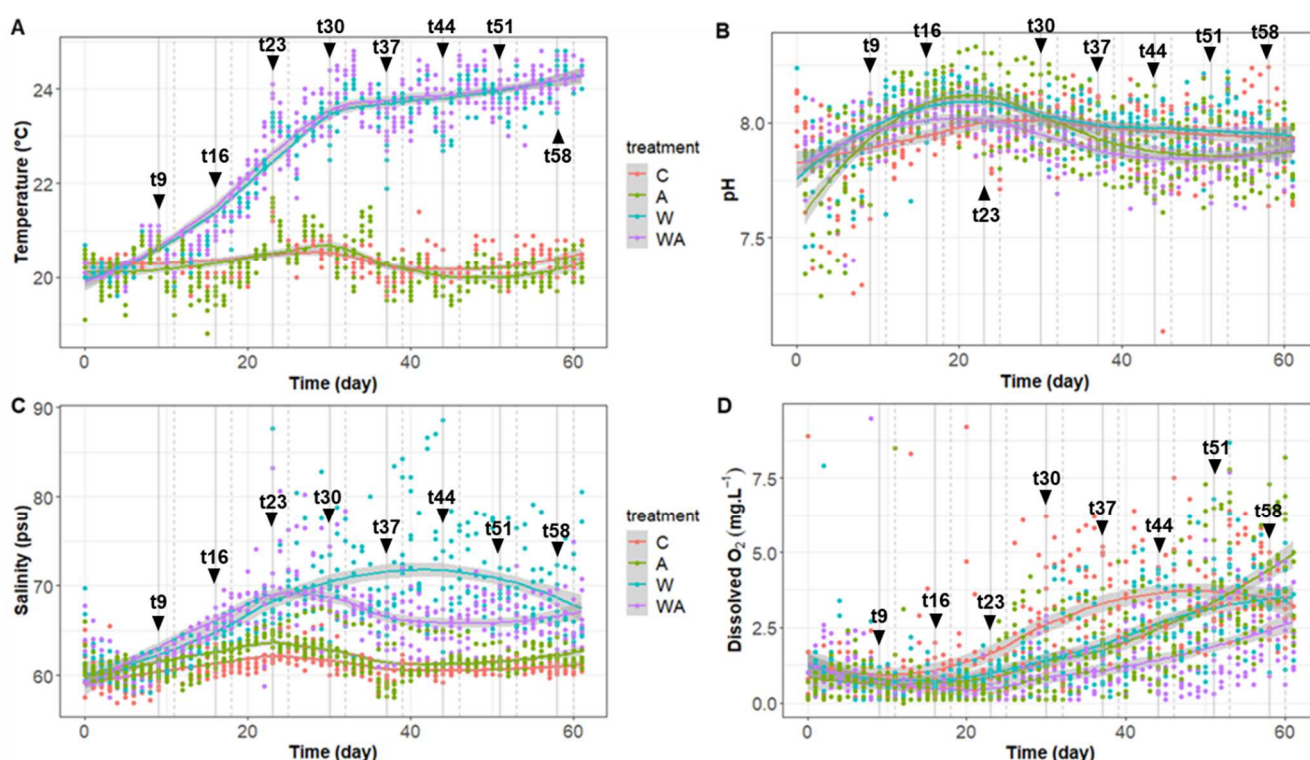 A
t9
t16
t23
t30
t37
t44
t51
t58
24
22
20
Temperature (°C)
0
20
40
60
Time (day)
treatment
C
A
W
WA
B
t9
t16
t23
t30
t37
t44
t51
t58
8.0
7.5
pH
0
20
40
60
Time (day)
C
t9
t16
t23
t30
t37
t44
t51
t58
90
80
70
60
Salinity (psu)
0
20
40
60
Time (day)
treatment
C
A
W
WA
D
t9
t16
t23
t30
t37
t44
t51
t58
7.5
5.0
2.5
0.0
Dissolved O₂ (mg.L⁻¹)
0
20
40
60
Time (day)